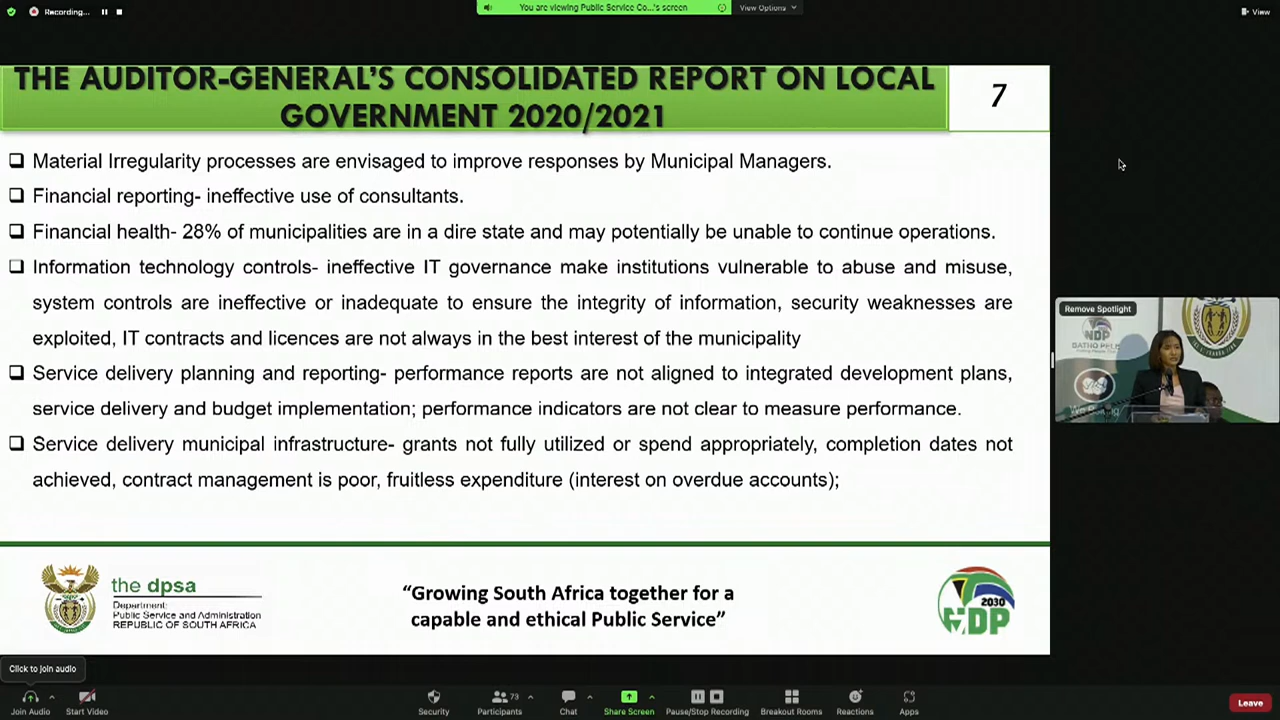 Recording...
You are viewing Public Service Co...'s screen
View Options
View
THE AUDITOR-GENERAL'S CONSOLIDATED REPORT ON LOCAL
GOVERNMENT 2020/2021
7
Material Irregularity processes are envisaged to improve responses by Municipal Managers.
Financial reporting- ineffective use of consultants.
Financial health- 28% of municipalities are in a dire state and may potentially be unable to continue operations.
Information technology controls- ineffective IT governance make institutions vulnerable to abuse and misuse,
system controls are ineffective or inadequate to ensure the integrity of information, security weaknesses are
exploited, IT contracts and licences are not always in the best interest of the municipality
Service delivery planning and reporting- performance reports are not aligned to integrated development plans,
service delivery and budget implementation; performance indicators are not clear to measure performance.
Service delivery municipal infrastructure- grants not fully utilized or spend appropriately, completion dates not
achieved, contract management is poor, fruitless expenditure (interest on overdue accounts);
Remove Spotlight
NDP
BATHO PELE
We
the dpsa
Department:
Public Service and Administration
REPUBLIC OF SOUTH AFRICA
“Growing South Africa together for a
capable and ethical Public Service”
2030
NDP
Click to join audio
Join Audio
Start Video
Security
73
Participants
Chat
Share Screen
Pause/Stop Recording
Breakout Rooms
Reactions
Apps
Leave